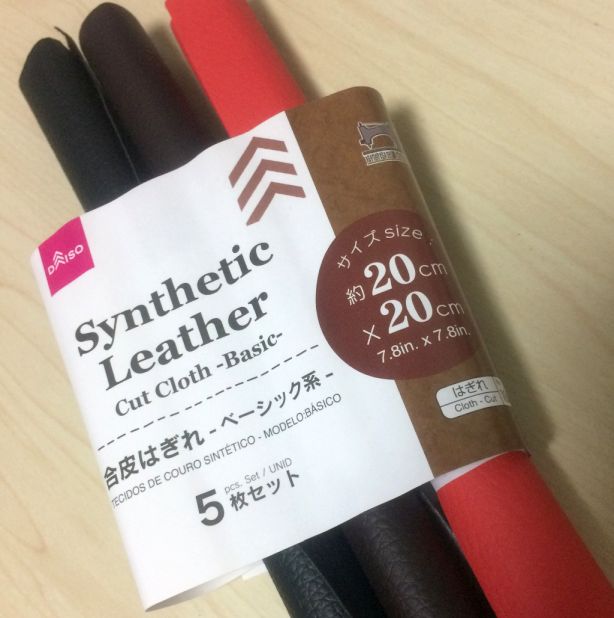 DAISO
Synthetic
Leather
Cut Cloth -Basic-
合皮はぎれ - ベーシック系 -
TECIDOS DE COURO SINTÉTICO - MODELO:BÁSICO
pcs. Set / UNID
5枚セット
サイズ size :
約20cm
×20cm
7.8in. x 7.8in.
はぎれ
Cloth - Cut